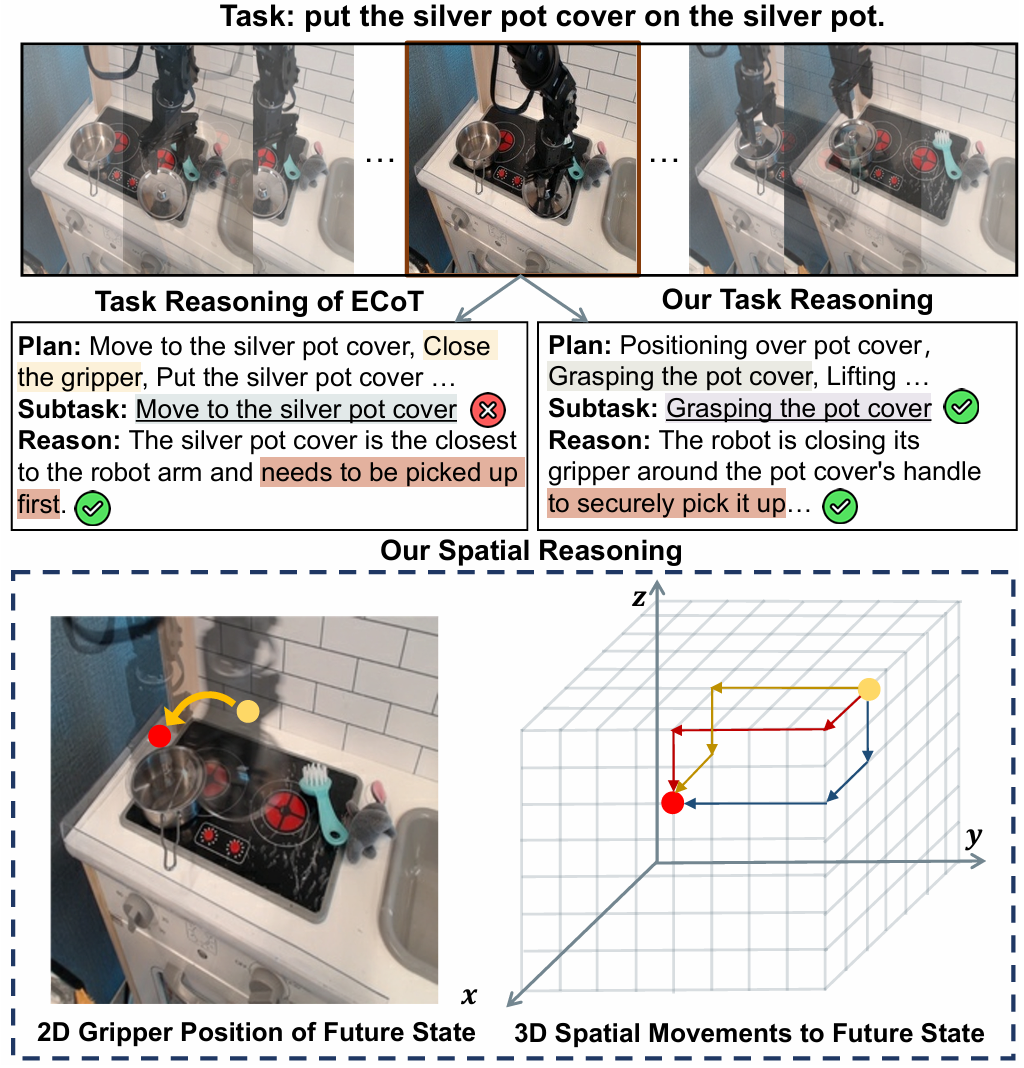 Task: put the silver pot cover on the silver pot.
... ...
Task Reasoning of ECoT
Plan: Move to the silver pot cover, Close
the gripper, Put the silver pot cover ...
Subtask: Move to the silver pot cover
Reason: The silver pot cover is the closest
to the robot arm and needs to be picked up
first.
Our Task Reasoning
Plan: Positioning over pot cover,
Grasping the pot cover, Lifting ...
Subtask: Grasping the pot cover
Reason: The robot is closing its
gripper around the pot cover's handle
to securely pick it up...
Our Spatial Reasoning
z
y
x
2D Gripper Position of Future State
3D Spatial Movements to Future State